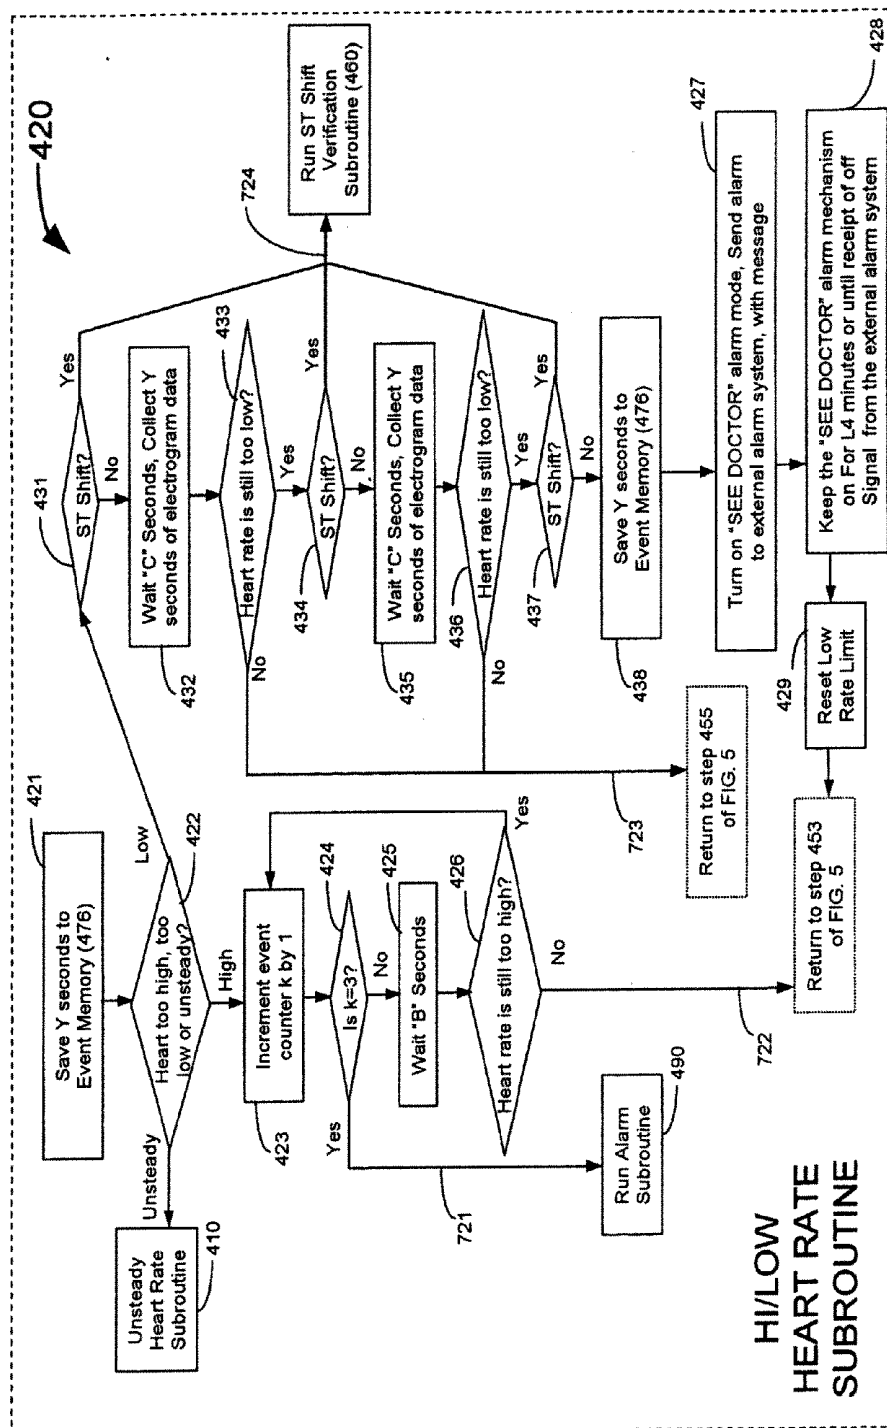 420
421
Save Y seconds to
Event Memory (476)
422
Heart too high, too
low or unsteady?
Unsteady
Unsteady
Heart Rate
Subroutine
410
Low
High
423
Increment event
counter k by 1
424
Is k=3?
Yes
721
Run Alarm
Subroutine
490
No
425
Wait "B" Seconds
426
Heart rate is still too high?
Yes
No
722
Return to step 453
of FIG. 5
431
ST Shift?
Yes
724
Run ST Shift
Verification
Subroutine (460)
No
432
Wait "C" Seconds, Collect Y
seconds of electrogram data
433
Heart rate is still too low?
No
Yes
434
ST Shift?
Yes
No
435
Wait "C" Seconds, Collect Y
seconds of electrogram data
436
Heart rate is still too low?
No
723
Return to step 455
of FIG. 5
Yes
437
ST Shift?
Yes
No
438
Save Y seconds to
Event Memory (476)
427
Turn on "SEE DOCTOR" alarm mode, Send alarm
to external alarm system, with message
428
Keep the "SEE DOCTOR" alarm mechanism
on For L4 minutes or until receipt of off
Signal from the external alarm system
429
Reset Low
Rate Limit
HI/LOW
HEART RATE
SUBROUTINE